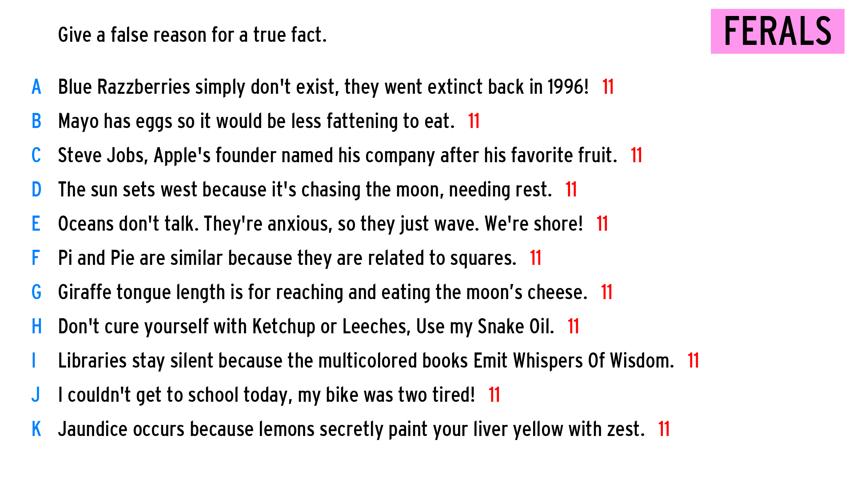 Give a false reason for a true fact.
FERALS
A Blue Razzberries simply don't exist, they went extinct back in 1996! 11
B Mayo has eggs so it would be less fattening to eat. 11
C Steve Jobs, Apple's founder named his company after his favorite fruit. 11
D The sun sets west because it's chasing the moon, needing rest. 11
E Oceans don't talk. They're anxious, so they just wave. We're shore! 11
F Pi and Pie are similar because they are related to squares. 11
G Giraffe tongue length is for reaching and eating the moon’s cheese. 11
H Don't cure yourself with Ketchup or Leeches, Use my Snake Oil. 11
I Libraries stay silent because the multicolored books Emit Whispers Of Wisdom. 11
J I couldn't get to school today, my bike was two tired! 11
K Jaundice occurs because lemons secretly paint your liver yellow with zest. 11